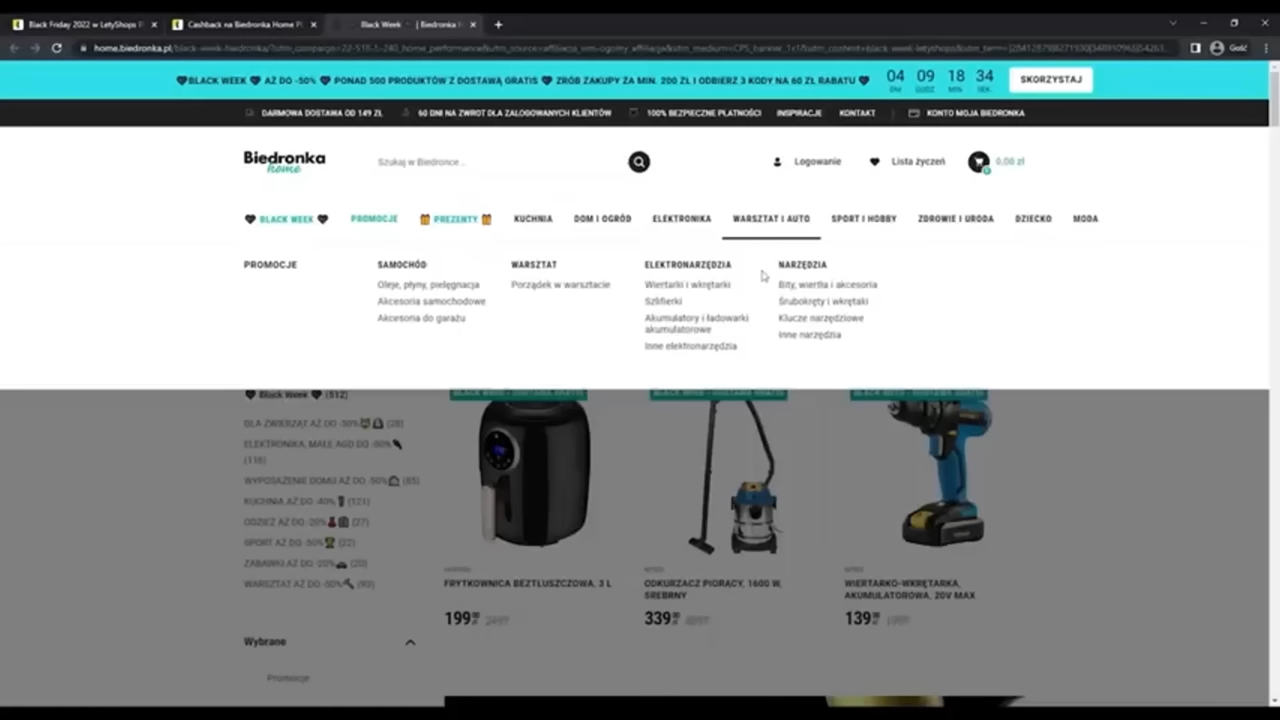 Black Friday 2022 w LetyShops P
Cashback na Biedronka Home P
Black Week | Biedronka H
Gość
BLACK WEEK AŻ DO -50% PONAD 500 PRODUKTÓW Z DOSTAWĄ GRATIS ZRÓB ZAKUPY ZA MIN. 200 ZŁ I ODBIERZ 3 KODY NA 60 ZŁ RABATU
04 09 18 34
DNI GODZ MIN SEK
SKORZYSTAJ
DARMOWA DOSTAWA OD 149 ZŁ 60 DNI NA ZWROT DLA ZALOGOWANYCH KLIENTÓW 100% BEZPIECZNE PŁATNOŚCI INSPIRACJE KONTAKT KONTO MOJA BIEDRONKA
Biedronka
home
Szukaj w Biedronce ...
Logowanie Lista życzeń 0,00 zł
BLACK WEEK PROMOCJE PREZENTY KUCHNIA DOM I OGRÓD ELEKTRONIKA WARSZTAT I AUTO SPORT I HOBBY ZDROWIE I URODA DZIECKO MODA
PROMOCJE
SAMOCHÓD
Oleje, płyny, pielęgnacja
Akcesoria samochodowe
Akcesoria do garażu
WARSZTAT
Porządek w warsztacie
ELEKTRONARZĘDZIA
Wiertarki i wkrętarki
Szlifierki
Akumulatory i ładowarki
akumulatorowe
Inne elektronarzędzia
NARZĘDZIA
Bity, wiertła i akcesoria
Śrubokręty i wkrętaki
Klucze narzędziowe
Inne narzędzia
Black Week (512)
DLA ZWIERZĄT AŻ DO -50% (28)
ELEKTRONIKA, MAŁE AGD DO -60%
(116)
WYPOSAŻENIE DOMU AŻ DO -50% (65)
KUCHNIA AŻ DO -40% (121)
ODZIEŻ AŻ DO -20% (27)
SPORT AŻ DO -50% (22)
ZABAWKI AŻ DO -20% (20)
WARSZTAT AŻ DO -50% (93)
Wybrane
Promocje
FRYTKOWNICA BEZTŁUSZCZOWA, 3 L
199
ODKURZACZ PIORĄCY, 1600 W,
SREBRNY
339
WIERTARKO-WKRĘTARKA,
AKUMULATOROWA, 20V MAX
139